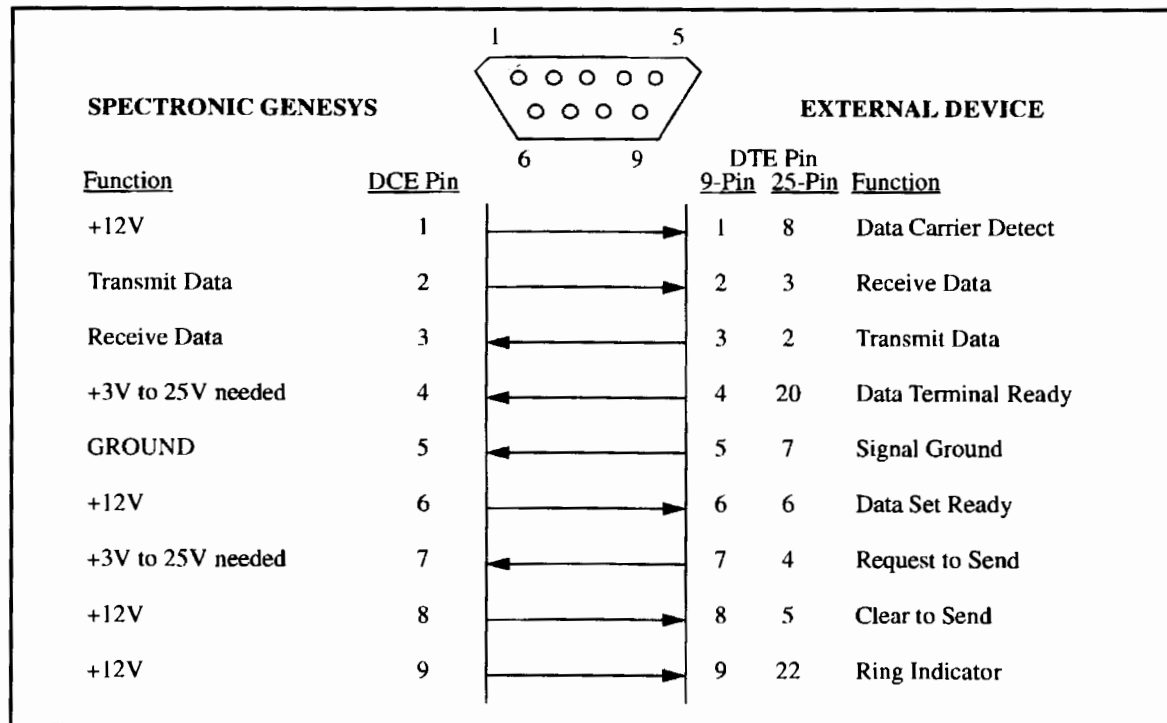 1 5
SPECTRONIC GENESYS EXTERNAL DEVICE
6 9 DTE Pin
Function DCE Pin 9-Pin 25-Pin Function
+12V 1 1 8 Data Carrier Detect
Transmit Data 2 2 3 Receive Data
Receive Data 3 3 2 Transmit Data
+3V to 25V needed 4 4 20 Data Terminal Ready
GROUND 5 5 7 Signal Ground
+12V 6 6 6 Data Set Ready
+3V to 25V needed 7 7 4 Request to Send
+12V 8 8 5 Clear to Send
+12V 9 9 22 Ring Indicator